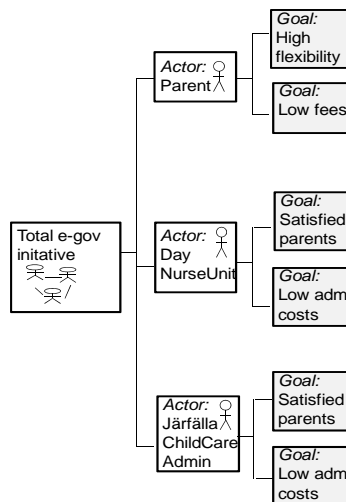 Total e-gov
initative
Actor:
Parent
Goal:
High
flexibility
Goal:
Low fees
Actor:
Day
NurseUnit
Goal:
Satisfied
parents
Goal:
Low adm
costs
Actor:
Järfälla
ChildCare
Admin
Goal:
Satisfied
parents
Goal:
Low adm
costs